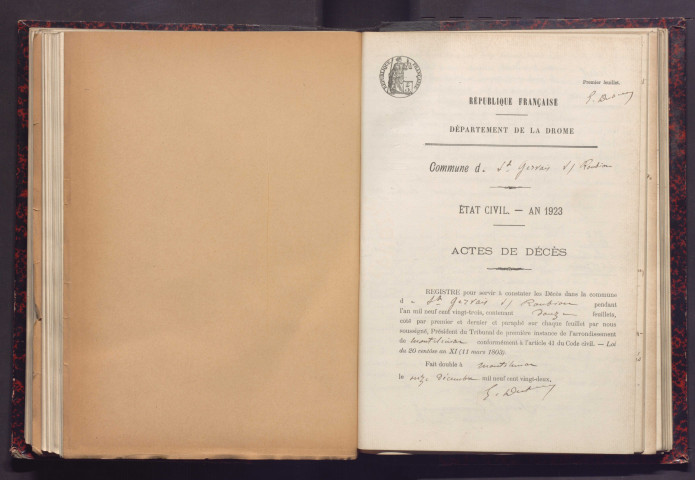 RÉPUBLIQUE FRANÇAISE
Premier feuillet.
RÉPUBLIQUE FRANÇAISE
DÉPARTEMENT DE LA DROME
Commune d e St Gervais S/ Roubion
ÉTAT CIVIL. — AN 1923
ACTES DE DÉCÈS
REGISTRE pour servir à constater les Décès dans la commune
d e St Gervais S/ Roubion pendant
l'an mil neuf cent vingt-trois, contenant douze feuillets,
coté par premier et dernier et paraphé sur chaque feuillet par nous
soussigné, Président du Tribunal de première instance de l'arrondissement
de Montélimar conformément à l'article 41 du Code civil. — Loi
du 20 ventôse an XI (11 mars 1803)
Fait double à Montélimar
le onze Décembre mil neuf cent vingt-deux,